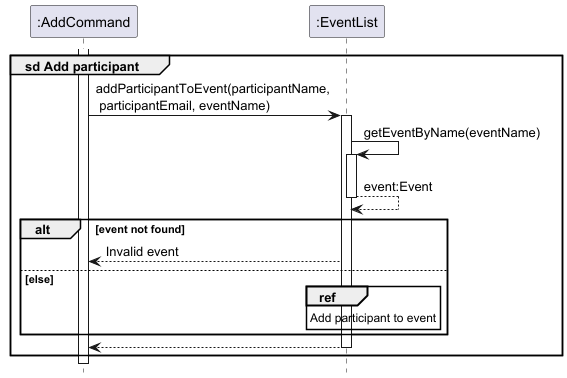 :AddCommand
:EventList
sd Add participant
addParticipantToEvent(participantName,
participantEmail, eventName)
getEventByName(eventName)
event:Event
alt
[event not found]
Invalid event
[else]
ref
Add participant to event